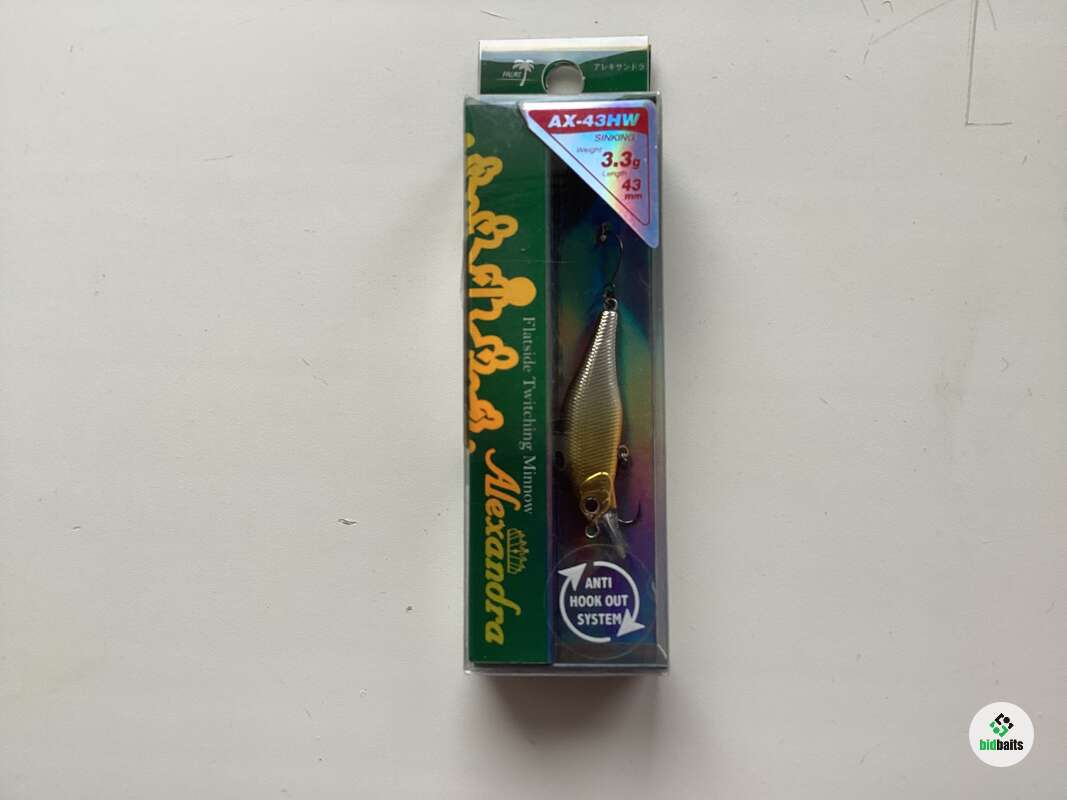 PALMS
アレキサンドラ
AX-43HW
SINKING
Weight
3.3g
Length
43
mm
Flatside Twitching Minnow
Alexandra
ANTI
HOOK OUT
SYSTEM
bidbaits